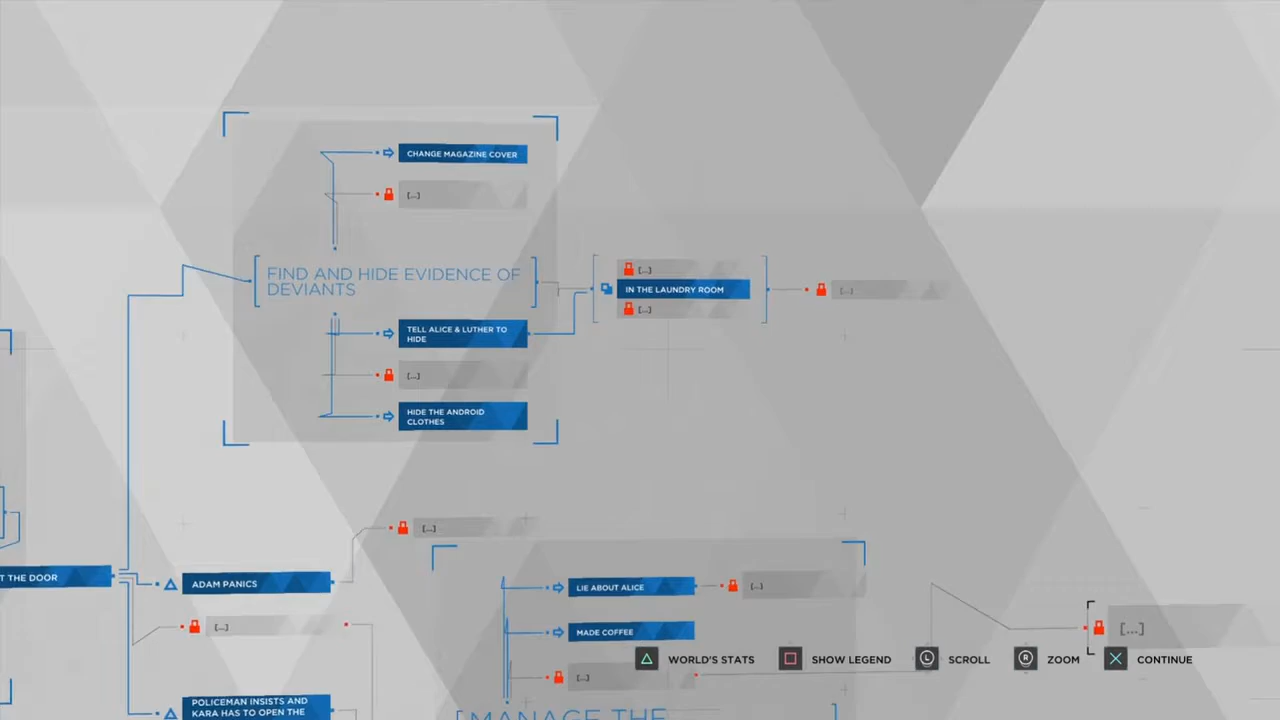 CHANGE MAGAZINE COVER
[...]
FIND AND HIDE EVIDENCE OF
DEVIANTS
[...]
IN THE LAUNDRY ROOM
[...]
[...]
TELL ALICE & LUTHER TO
HIDE
[...]
HIDE THE ANDROID
CLOTHES
[...]
T THE DOOR
ADAM PANICS
[...]
LIE ABOUT ALICE
[...]
MADE COFFEE
[...]
[...]
POLICEMAN INSISTS AND
KARA HAS TO OPEN THE
MANAGE THE
WORLD'S STATS
SHOW LEGEND
L
SCROLL
R
ZOOM
CONTINUE